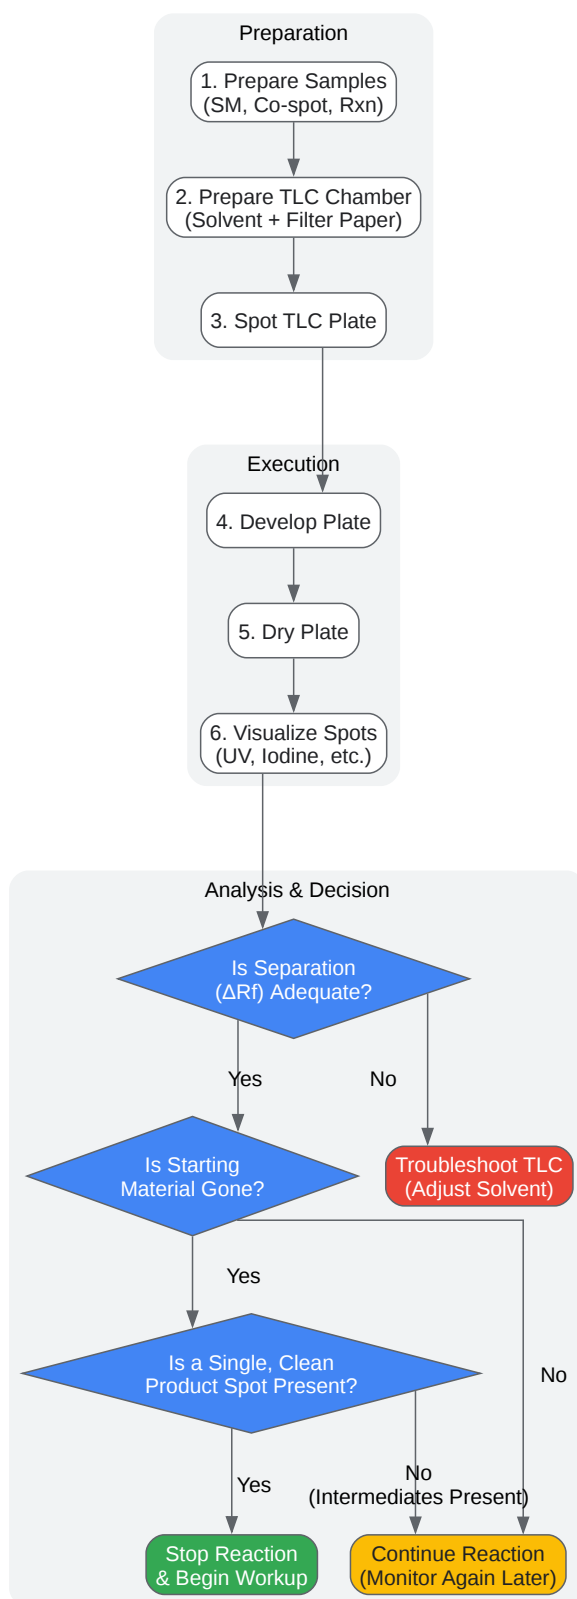 Preparation
1. Prepare Samples
(SM, Co-spot, Rxn)
2. Prepare TLC Chamber
(Solvent + Filter Paper)
3. Spot TLC Plate
Execution
4. Develop Plate
5. Dry Plate
6. Visualize Spots
(UV, Iodine, etc.)
Analysis & Decision
Is Separation
(ΔRf) Adequate?
Yes
No
Is Starting
Material Gone?
Troubleshoot TLC
(Adjust Solvent)
Yes
Is a Single, Clean
Product Spot Present?
No
Yes
No
(Intermediates Present)
Stop Reaction
& Begin Workup
Continue Reaction
(Monitor Again Later)